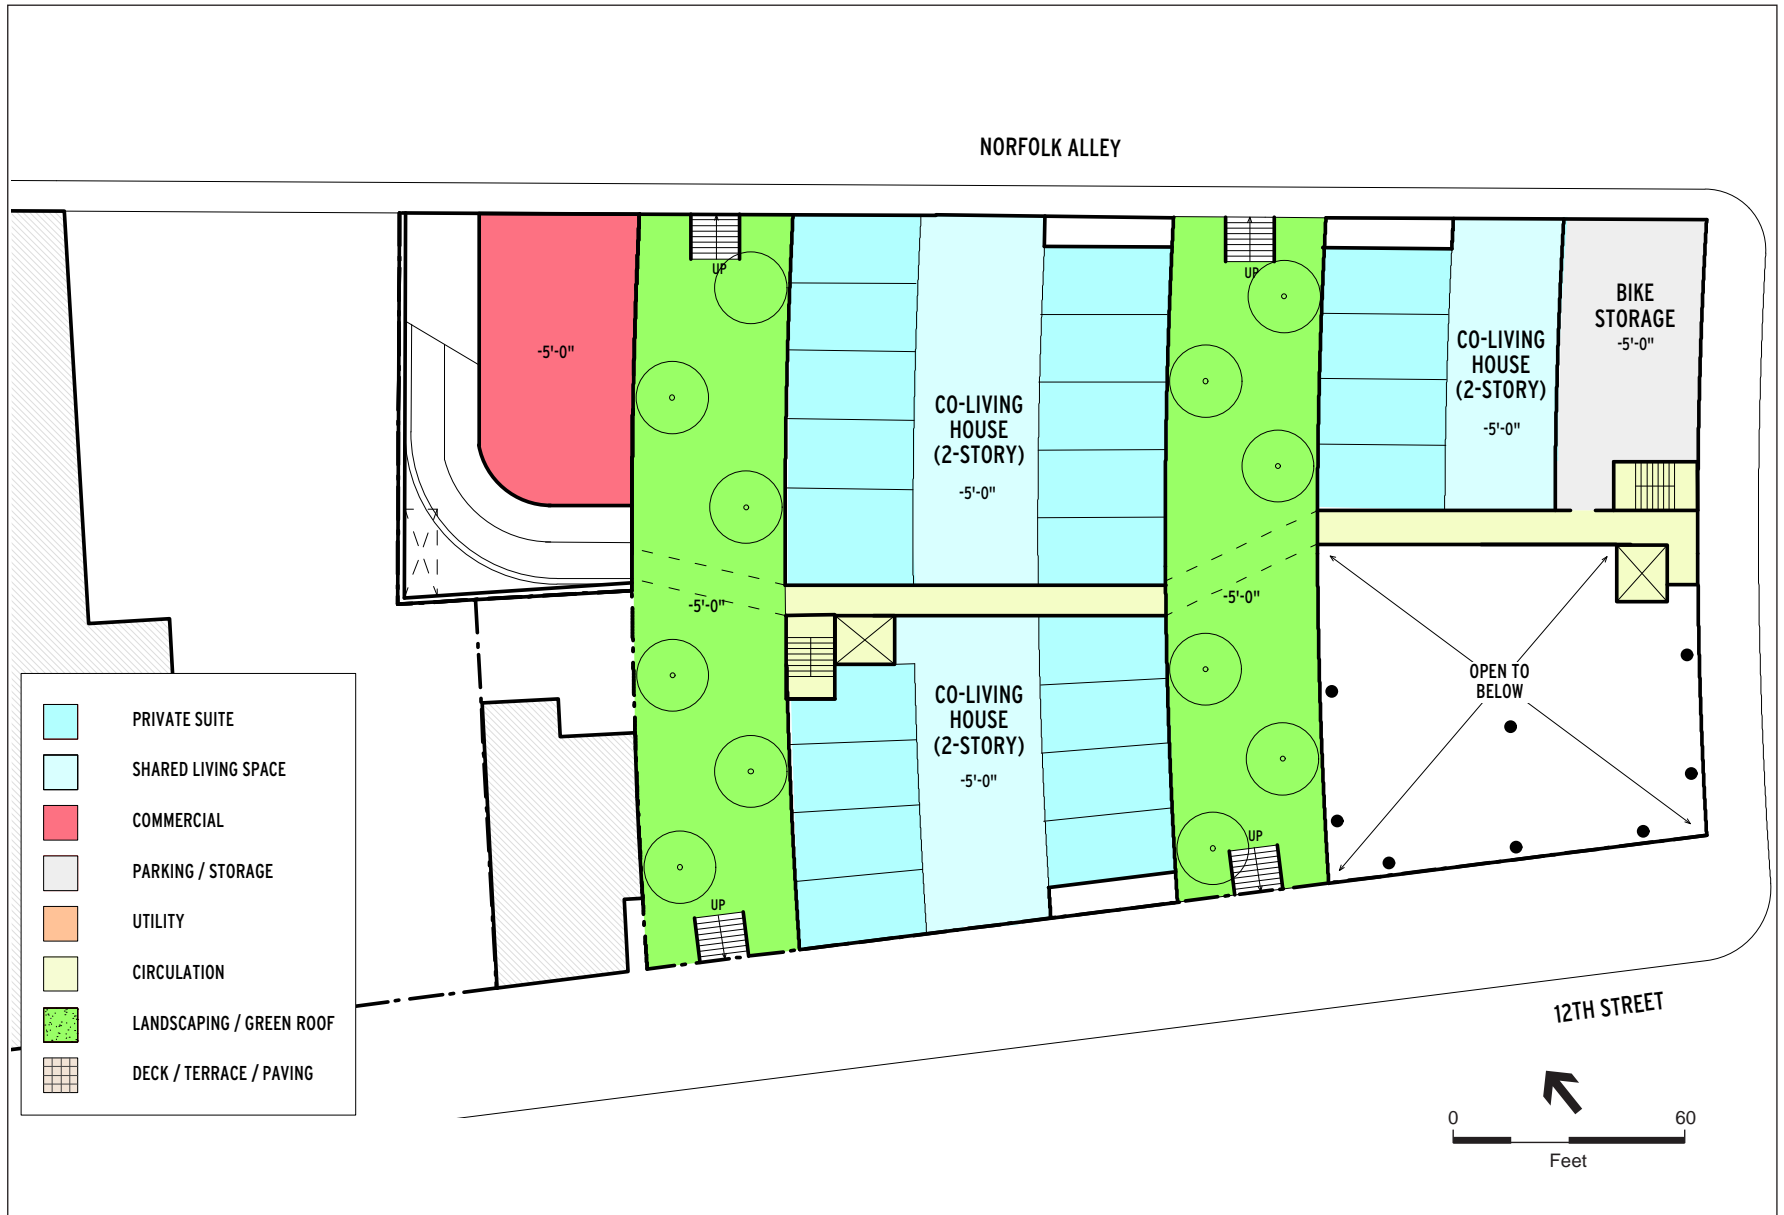 NORFOLK ALLEY
UP
UP
BIKE
STORAGE
-5'-0"
-5'-0"
CO-LIVING
HOUSE
(2-STORY)
-5'-0"
CO-LIVING
HOUSE
(2-STORY)
-5'-0"
-5'-0"
-5'-0"
OPEN TO
BELOW
CO-LIVING
HOUSE
(2-STORY)
-5'-0"
UP
UP
PRIVATE SUITE
SHARED LIVING SPACE
COMMERCIAL
PARKING / STORAGE
UTILITY
CIRCULATION
LANDSCAPING / GREEN ROOF
DECK / TERRACE / PAVING
12TH STREET
0 60
Feet